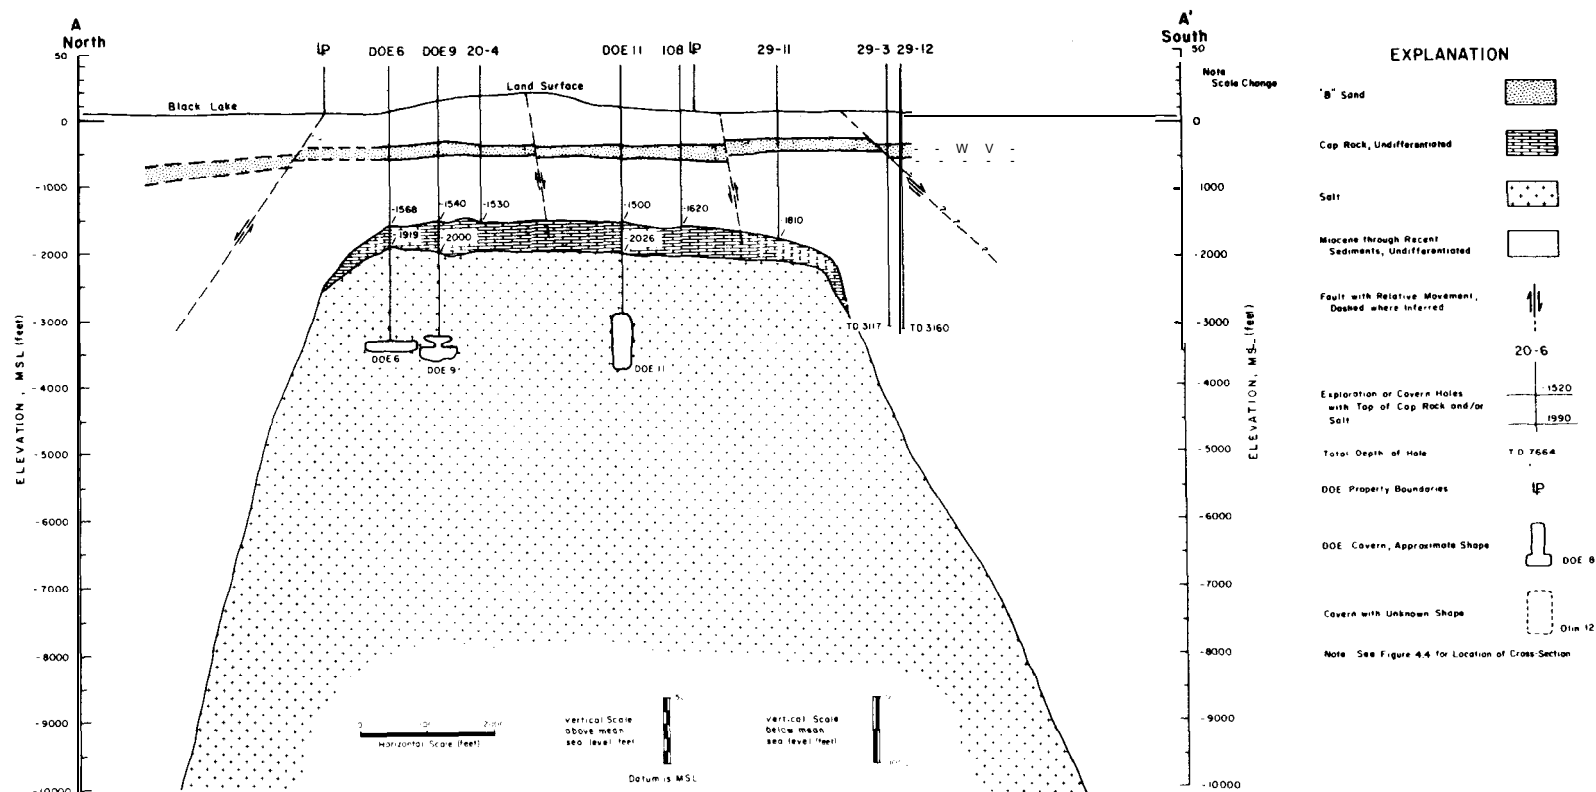 A
North
A'
South
50
0
-1000
-2000
-3000
-4000
-5000
-6000
-7000
-8000
-9000
-10000
ELEVATION, MSL (feet)
LP
DOE 6
DOE 9
20-4
DOE 11
108
LP
29-11
29-3
29-12
Black Lake
Land Surface
W V
-1568
-1540
-1530
-1500
-1620
1810
1919
-2000
2026
DOE 6
DOE 9
DOE 11
TD 3117
TD 3160
? ? ?
50
Note
Scale Change
0
1000
-2000
-3000
-4000
-5000
-6000
-7000
-8000
-9000
-10000
ELEVATION, MSL (feet)
0
Horizontal Scale (feet)
vertical Scale
above mean
sea level feet
vertical Scale
below mean
sea level (feet)
Datum is MSL
EXPLANATION
"B" Sand
Cap Rock, Undifferentiated
Salt
Miocene through Recent
Sediments, Undifferentiated
Fault with Relative Movement,
Dashed where Inferred
20-6
Exploration or Cavern Holes
with Top of Cap Rock and/or
Salt
-1520
1990
Total Depth of Hole
TD 7664
DOE Property Boundaries
LP
DOE Cavern, Approximate Shape
DOE 8
Cavern with Unknown Shape
Olin 12
Note See Figure 4.4 for Location of Cross-Section